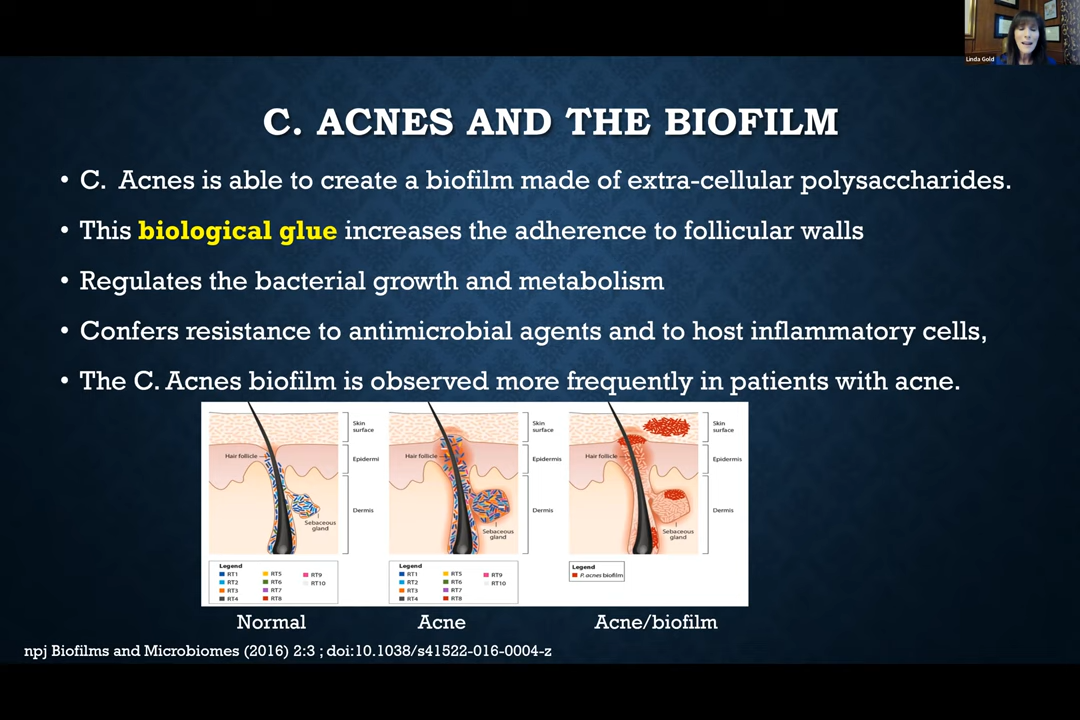 Linda Gold
C. ACNES AND THE BIOFILM
• C. Acnes is able to create a biofilm made of extra-cellular polysaccharides.
• This biological glue increases the adherence to follicular walls
• Regulates the bacterial growth and metabolism
• Confers resistance to antimicrobial agents and to host inflammatory cells,
• The C. Acnes biofilm is observed more frequently in patients with acne.
Skin surface
Hair follicle
Epidermi
Dermis
Sebaceous gland
Legend
RT1 RT5 RT9
RT2 RT6 RT10
RT3 RT7
RT4 RT8
Skin surface
Hair follicle
Epidermis
Dermis
Sebaceous gland
Legend
RT1 RT5 RT9
RT2 RT6 RT10
RT3 RT7
RT4 RT8
Skin surface
Hair follicle
Epidermis
Dermis
Sebaceous gland
Legend
P. acnes biofilm
Normal
Acne
Acne/biofilm
npj Biofilms and Microbiomes (2016) 2:3 ; doi:10.1038/s41522-016-0004-z